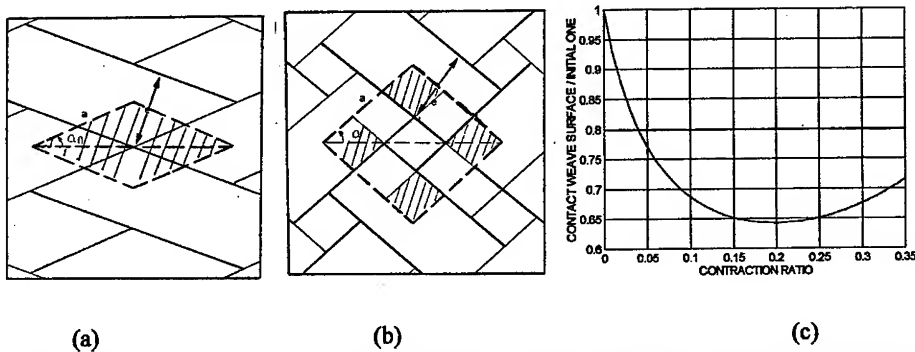 a
α₀
a
α
e
CONTACT WEAVE SURFACE / INITIAL ONE
1
0.95
0.9
0.85
0.8
0.75
0.7
0.65
0.6
0
0.05
0.1
0.15
0.2
0.25
0.3
0.35
CONTRACTION RATIO
(a)
(b)
(c)